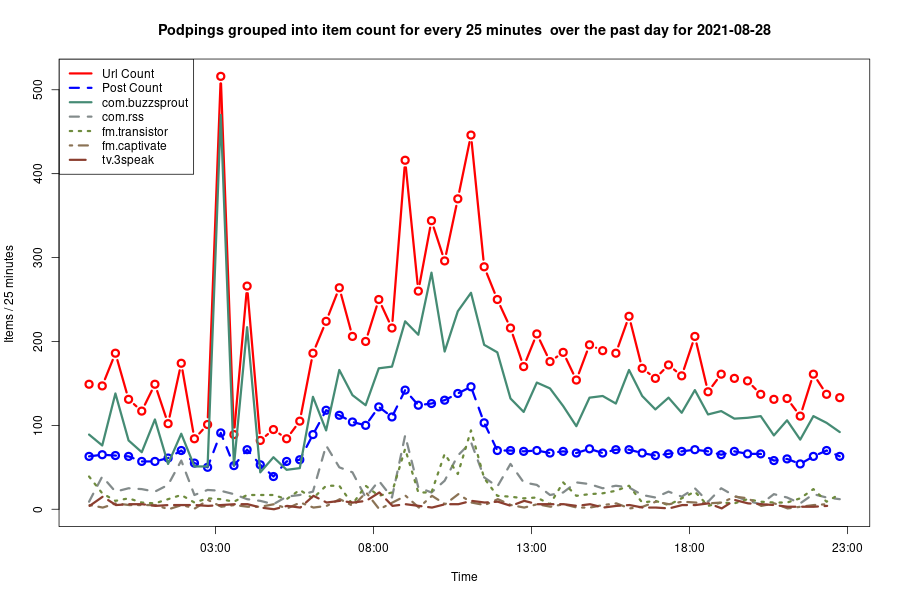 Podpings grouped into item count for every 25 minutes  over the past day for 2021-08-28
Url Count
Post Count
com.buzzsprout
com.rss
fm.transistor
fm.captivate
tv.3speak
Items / 25 minutes
500
400
300
200
100
0
03:00 08:00 13:00 18:00 23:00
Time